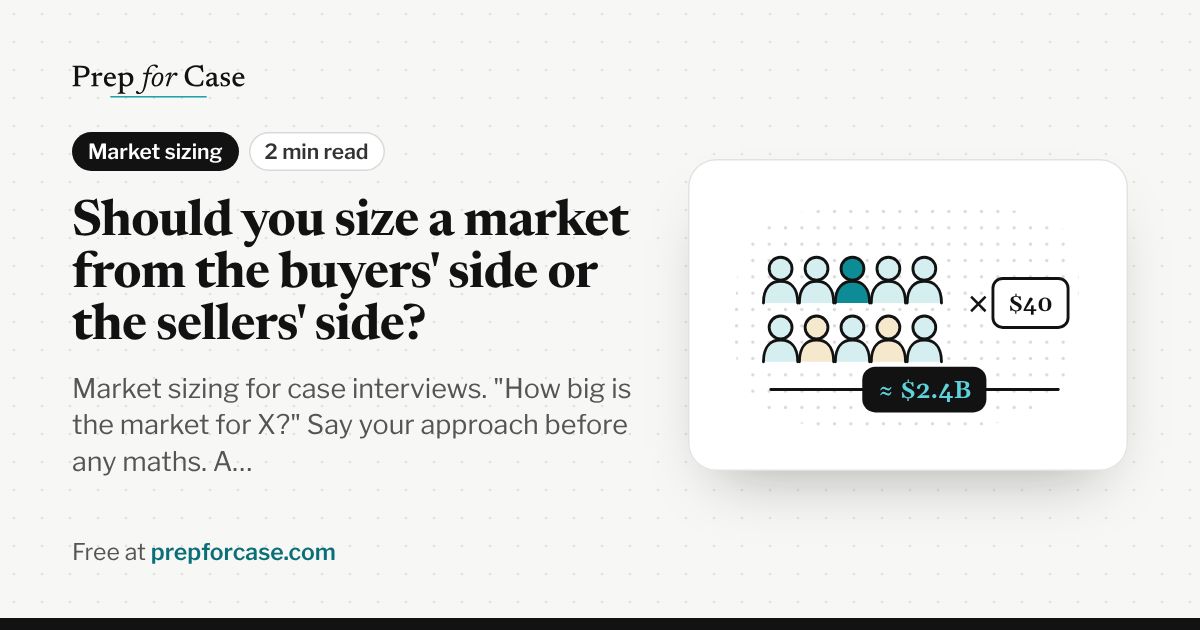 Prep for Case
Market sizing
2 min read
Should you size a market
from the buyers' side or
the sellers' side?
Market sizing for case interviews. "How big is
the market for X?" Say your approach before
any maths. A...
Free at prepforcase.com
× $40
≈ $2.4B